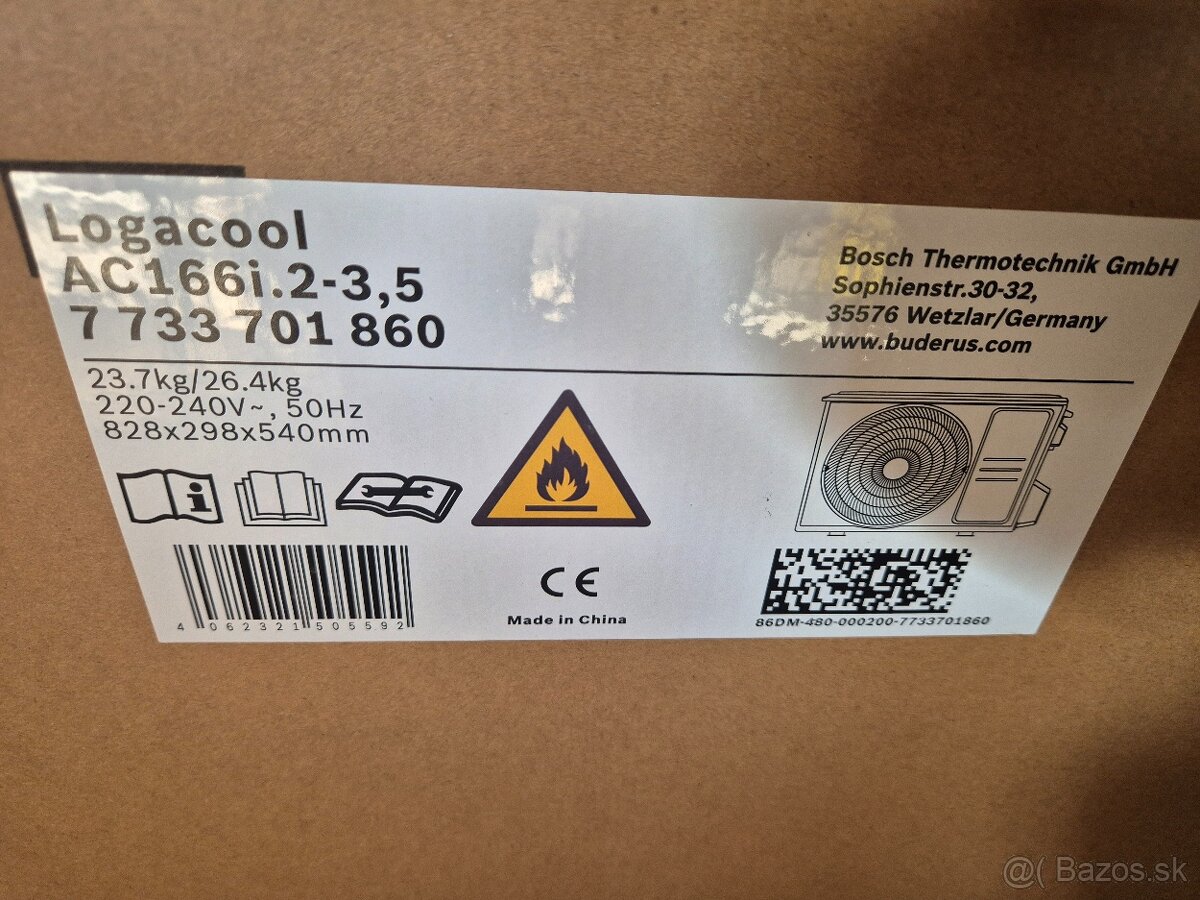 Logacool
AC166i.2-3,5
7 733 701 860
Bosch Thermotechnik GmbH
Sophienstr.30-32,
35576 Wetzlar/Germany
www.buderus.com
23.7kg/26.4kg
220-240V~, 50Hz
828x298x540mm
4 062321 505592
CE
Made in China
86DM-480-000200-7733701860
@( Bazos.sk